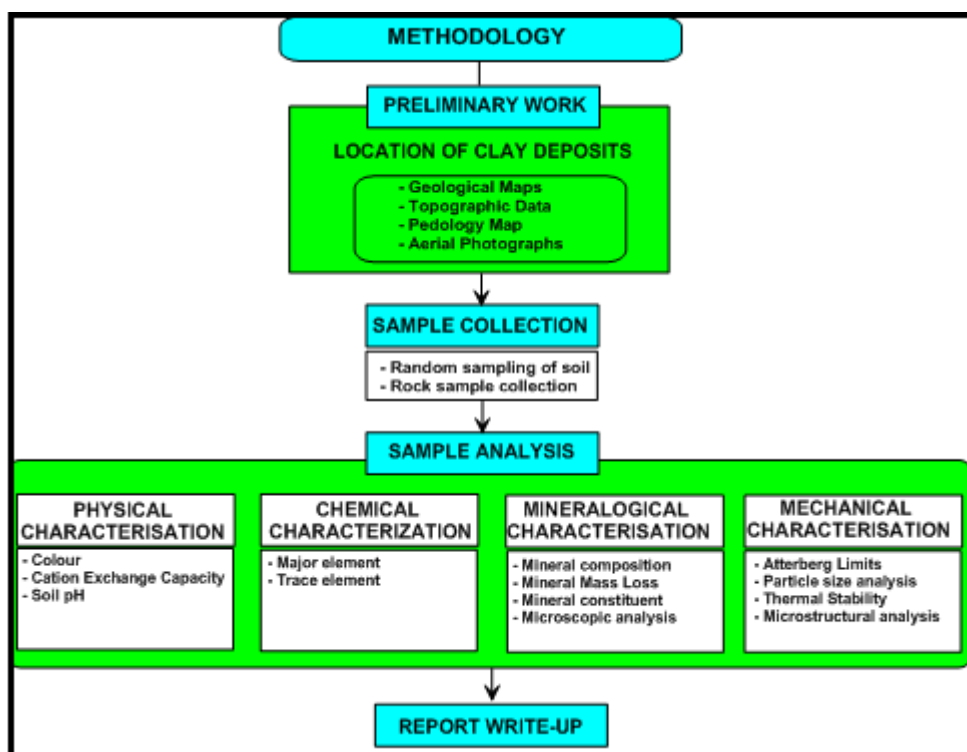 METHODOLOGY
PRELIMINARY WORK
LOCATION OF CLAY DEPOSITS
- Geological Maps
- Topographic Data
- Pedology Map
- Aerial Photographs
SAMPLE COLLECTION
- Random sampling of soil
- Rock sample collection
SAMPLE ANALYSIS
PHYSICAL
CHARACTERISATION
- Colour
- Cation Exchange Capacity
- Soil pH
CHEMICAL
CHARACTERIZATION
- Major element
- Trace element
MINERALOGICAL
CHARACTERISATION
- Mineral composition
- Mineral Mass Loss
- Mineral constituent
- Microscopic analysis
MECHANICAL
CHARACTERISATION
- Atterberg Limits
- Particle size analysis
- Thermal Stability
- Microstructural analysis
REPORT WRITE-UP